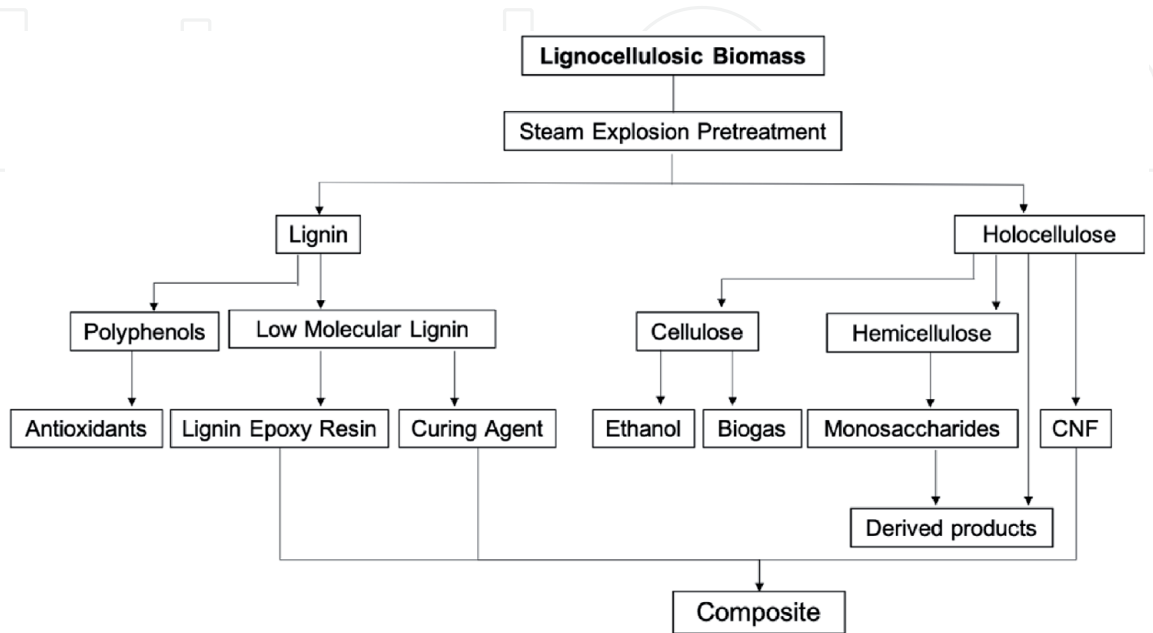 Lignocellulosic Biomass
Steam Explosion Pretreatment
Lignin
Holocellulose
Polyphenols
Low Molecular Lignin
Cellulose
Hemicellulose
Antioxidants
Lignin Epoxy Resin
Curing Agent
Ethanol
Biogas
Monosaccharides
CNF
Derived products
Composite